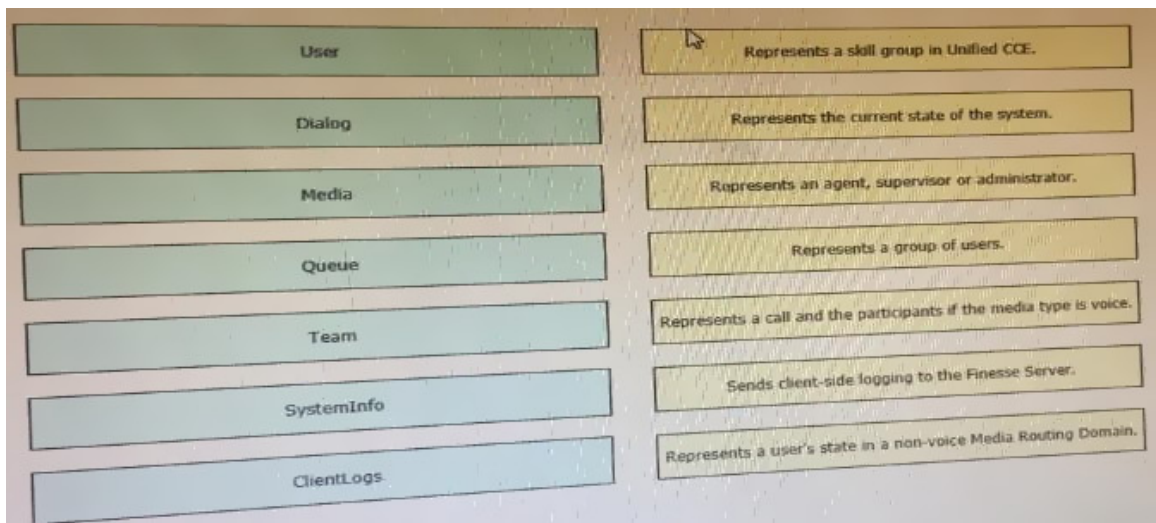 User
Represents a skill group in Unified CCE.
Dialog
Represents the current state of the system.
Media
Represents an agent, supervisor or administrator.
Queue
Represents a group of users.
Team
Represents a call and the participants if the media type is voice.
SystemInfo
Sends client-side logging to the Finesse Server.
ClientLogs
Represents a user's state in a non-voice Media Routing Domain.